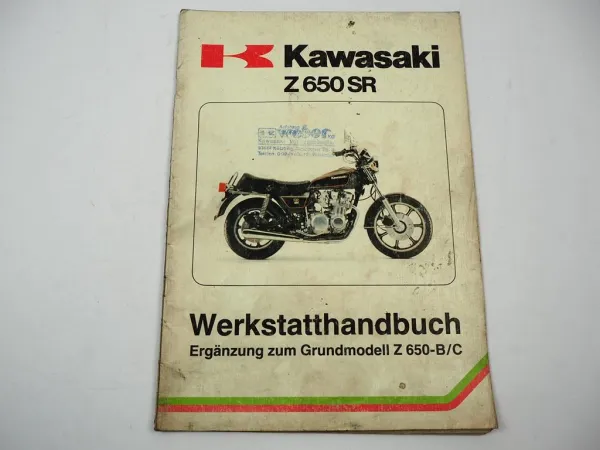 Kawasaki
Z 650 SR
Werkstatthandbuch
Ergänzung zum Grundmodell Z 650-B/C